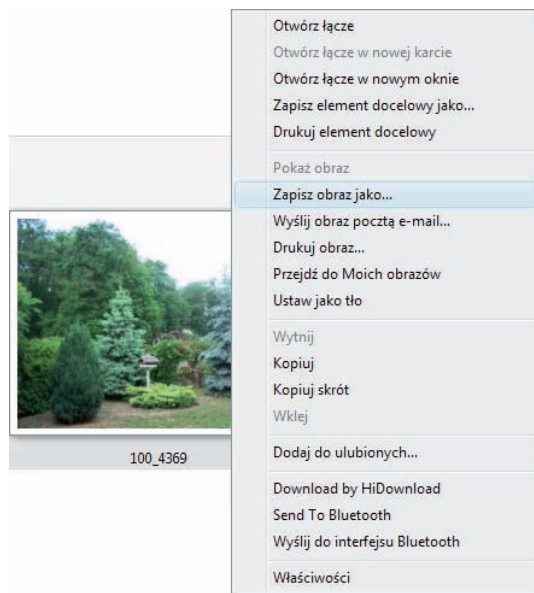 Otwórz łącze
Otwórz łącze w nowej karcie
Otwórz łącze w nowym oknie
Zapisz element docelowy jako...
Drukuj element docelowy
Pokaż obraz
Zapisz obraz jako...
Wyślij obraz pocztą e-mail...
Drukuj obraz...
Przejdź do Moich obrazów
Ustaw jako tło
Wytnij
Kopiuj
Kopiuj skrót
Wklej
Dodaj do ulubionych...
Download by HiDownload
Send To Bluetooth
Wyślij do interfejsu Bluetooth
Właściwości
100_4369